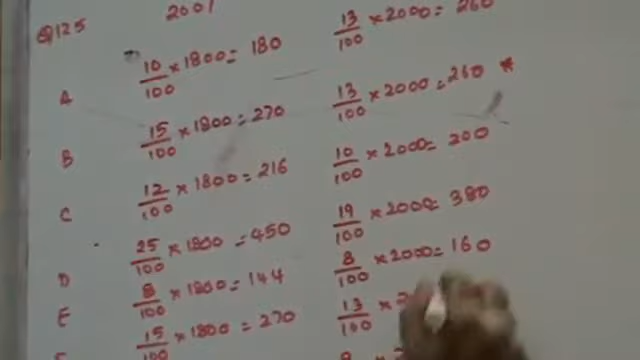 Q125 2001 13/100 × 2000 = 260
A 10/100 × 1800 = 180 13/100 × 2000 = 260 *
B 15/100 × 1800 = 270 10/100 × 2000 = 200
C 12/100 × 1800 = 216 19/100 × 2000 = 380
D 25/100 × 1800 = 450 8/100 × 2000 = 160
E 8/100 × 1800 = 144 13/100 ×
15/100 × 1800 = 270